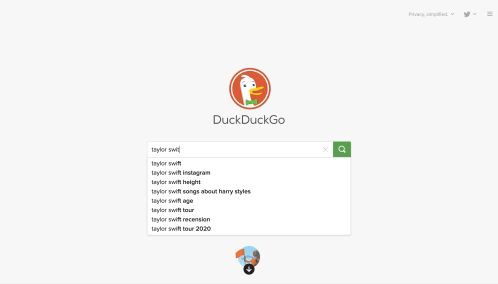 Privacy, simplified.
DuckDuckGo
taylor swit
taylor swift
taylor swift instagram
taylor swift height
taylor swift songs about harry styles
taylor swift age
taylor swift tour
taylor swift recension
taylor swift tour 2020